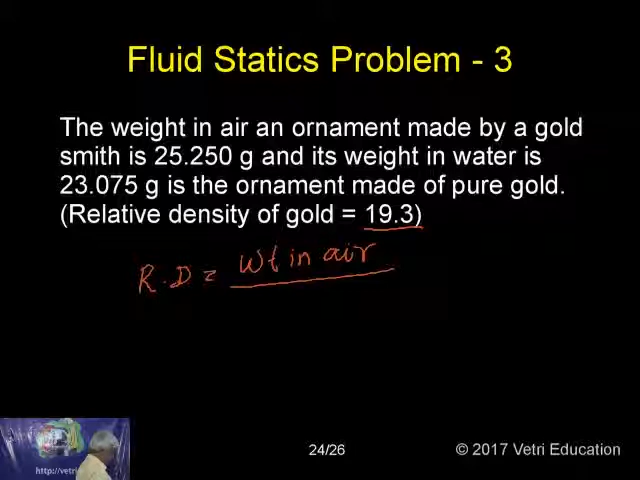 Fluid Statics Problem - 3
The weight in air an ornament made by a gold
smith is 25.250 g and its weight in water is
23.075 g is the ornament made of pure gold.
(Relative density of gold = 19.3)
R.D = Wt in air
24/26
© 2017 Vetri Education
http://vetri